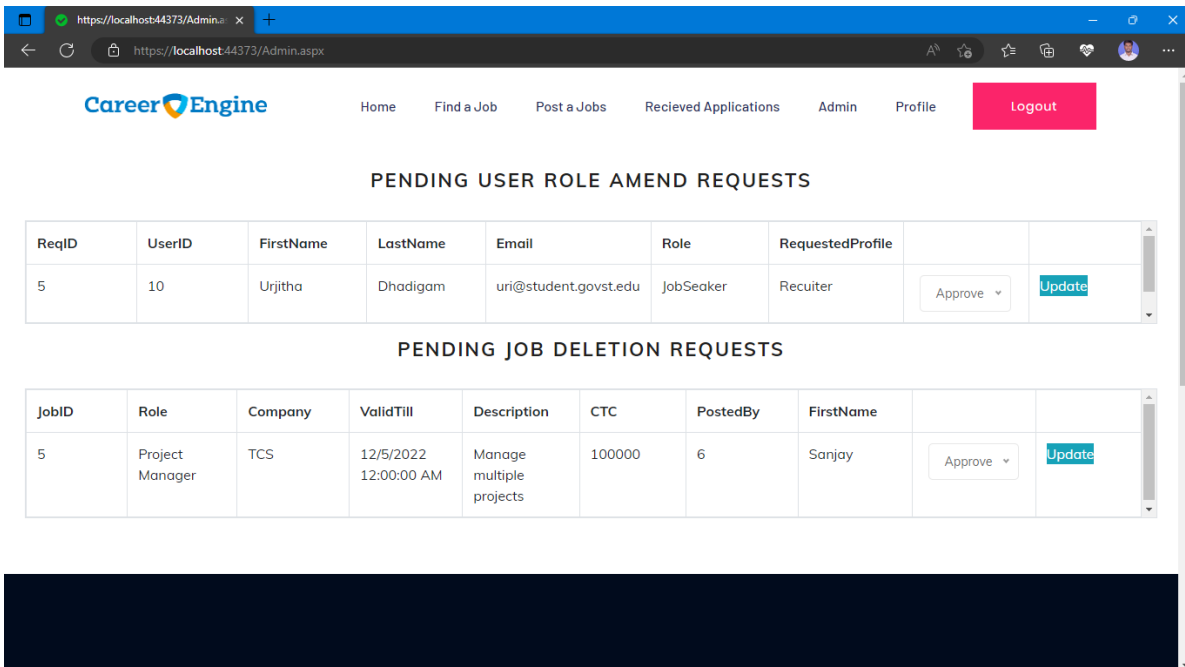 https://localhost:44373/Admin.a
https://localhost:44373/Admin.aspx
Career Engine
Home Find a Job Post a Jobs Recieved Applications Admin Profile Logout
PENDING USER ROLE AMEND REQUESTS
ReqID UserID FirstName LastName Email Role RequestedProfile
5 10 Urjitha Dhadigam uri@student.govst.edu JobSeaker Recuiter Approve Update
PENDING JOB DELETION REQUESTS
JobID Role Company ValidTill Description CTC PostedBy FirstName
5 Project TCS 12/5/2022 Manage 100000 6 Sanjay Approve Update
Manager 12:00:00 AM multiple
projects